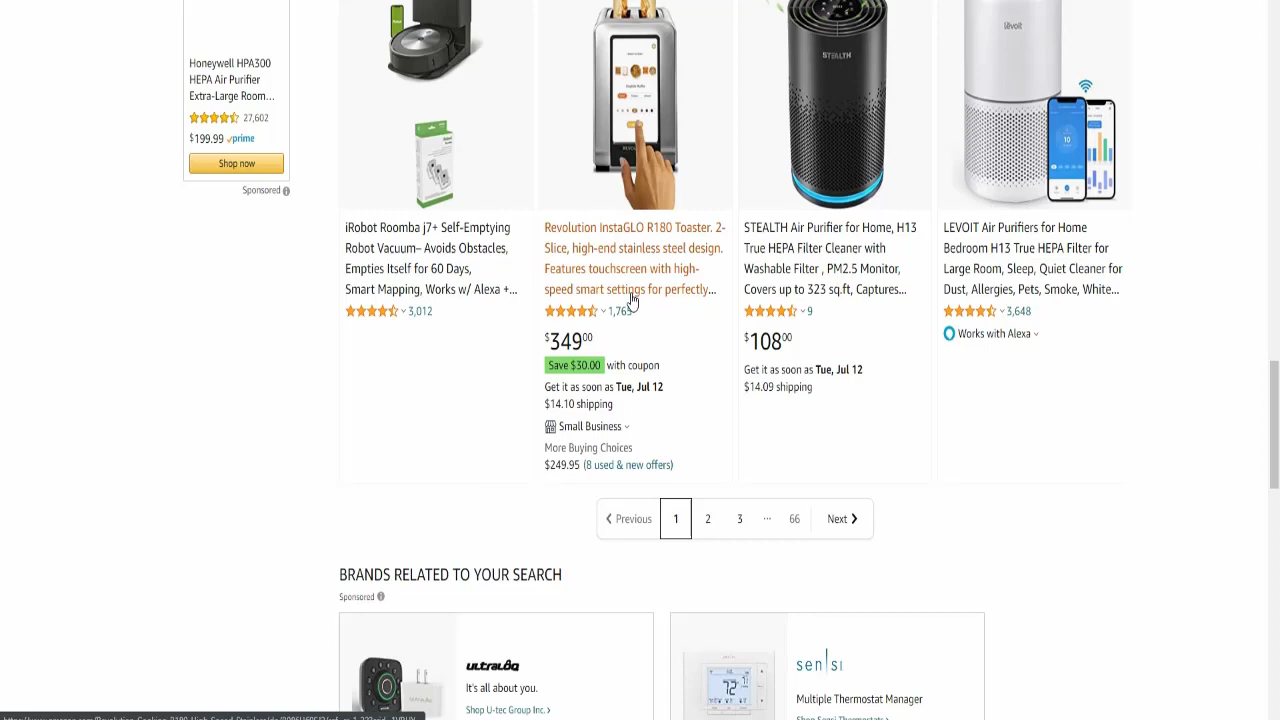 Honeywell HPA300
HEPA Air Purifier
Extra-Large Room...
27,602
$199.99 prime
Shop now
Sponsored
iRobot Roomba j7+ Self-Emptying
Robot Vacuum– Avoids Obstacles,
Empties Itself for 60 Days,
Smart Mapping, Works w/ Alexa +...
3,012
Revolution InstaGLO R180 Toaster. 2-
Slice, high-end stainless steel design.
Features touchscreen with high-
speed smart settings for perfectly...
1,763
$349.00
Save $30.00 with coupon
Get it as soon as Tue, Jul 12
$14.10 shipping
Small Business
More Buying Choices
$249.95 (8 used & new offers)
STEALTH
STEALTH Air Purifier for Home, H13
True HEPA Filter Cleaner with
Washable Filter , PM2.5 Monitor,
Covers up to 323 sq.ft, Captures...
9
$108.00
Get it as soon as Tue, Jul 12
$14.09 shipping
levoit
LEVOIT Air Purifiers for Home
Bedroom H13 True HEPA Filter for
Large Room, Sleep, Quiet Cleaner for
Dust, Allergies, Pets, Smoke, White...
3,648
Works with Alexa
Previous 1 2 3 ... 66 Next
BRANDS RELATED TO YOUR SEARCH
Sponsored
ULTRALOQ
It's all about you.
Shop U-tec Group Inc. ›
sensi
72
Multiple Thermostat Manager
Shop Sensi Thermostats ›